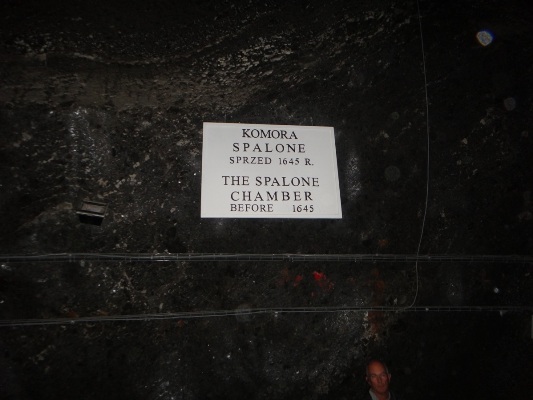 KOMORA
SPALONE
SPRZED 1645 R.
THE SPALONE
CHAMBER
BEFORE 1645